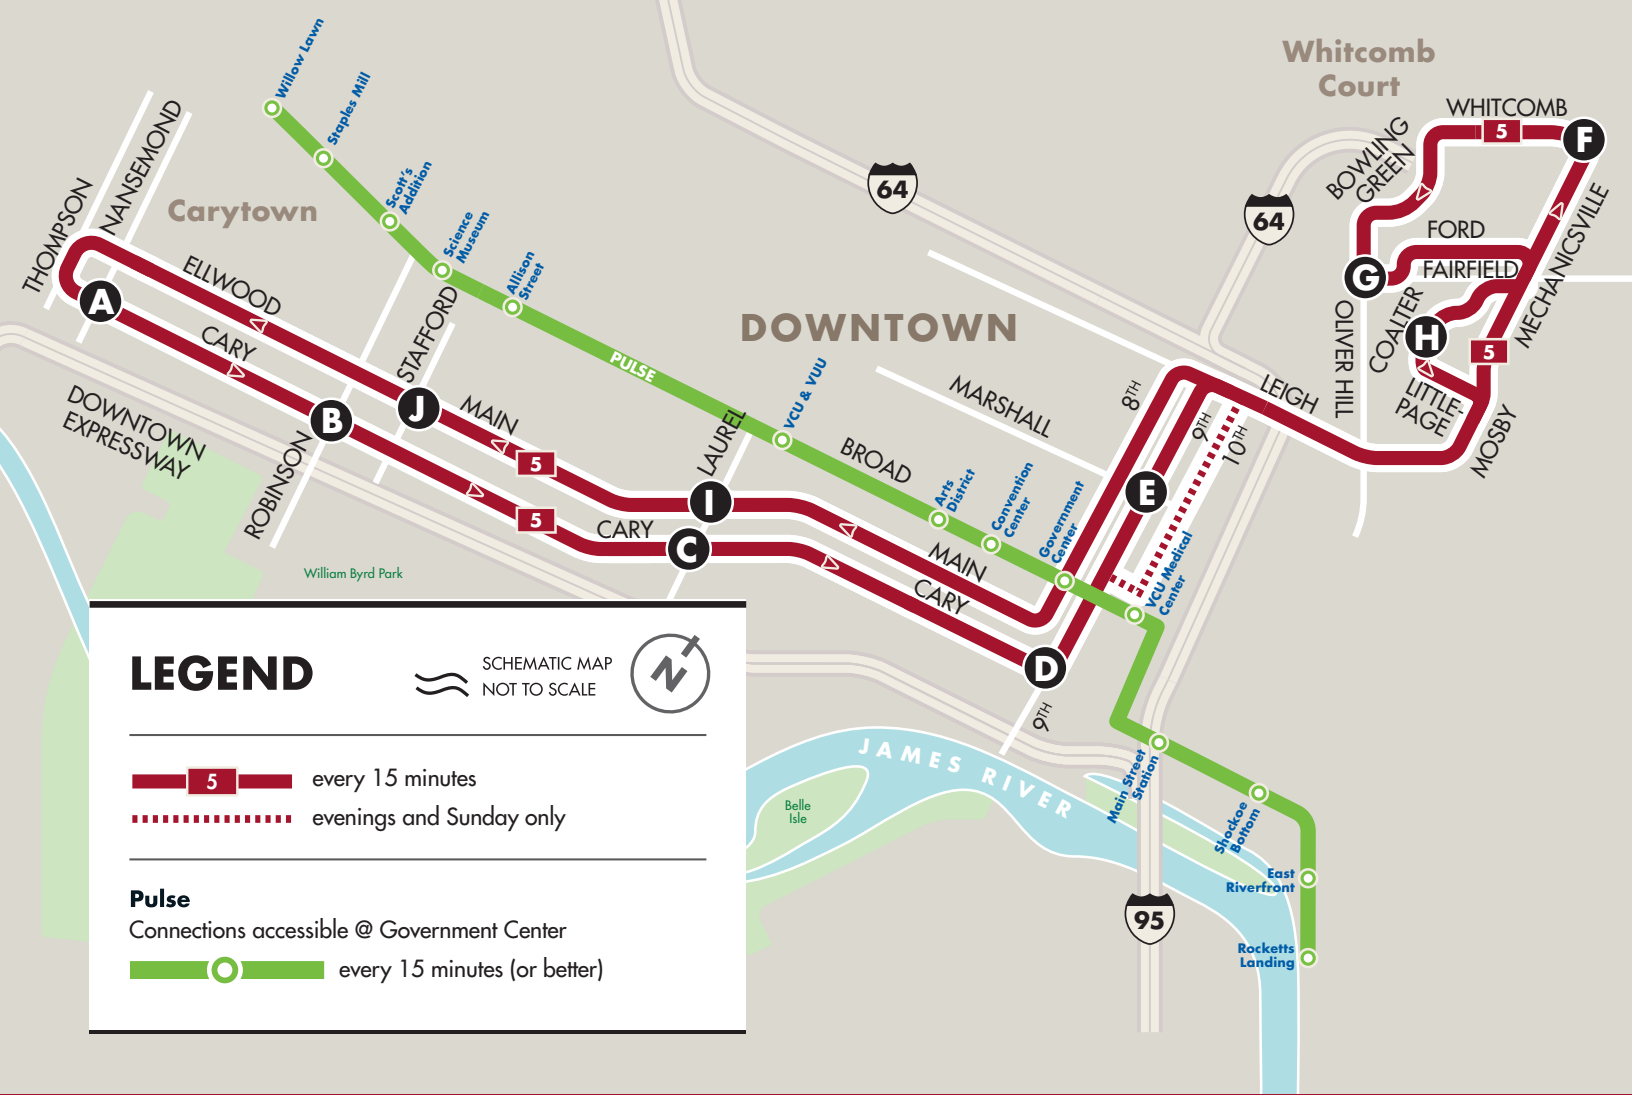 Willow Lawn
Staples Mill
Scott's
Addition
Science
Museum
Allison
Street
THOMPSON
NANSEMOND
Carytown
ELLWOOD
CARY
A
STAFFORD
J
B
MAIN
5
5
DOWNTOWN
EXPRESSWAY
ROBINSON
William Byrd Park
PULSE
DOWNTOWN
64
64
Whitcomb
Court
WHITCOMB
5
F
BOWLING
GREEN
FORD
FAIRFIELD
G
MECHANICSVILLE
OLIVER HILL
COALTER
H
5
LITTLE-
PAGE
MOSBY
LEIGH
8TH
9TH
10TH
MARSHALL
LAUREL
VCU & VUU
BROAD
Arts
District
Convention
Center
Government
Center
VCU Medical
Center
E
I
CARY
C
MAIN
CARY
D
9TH
JAMES RIVER
Belle
Isle
Main Street
Station
Shockoe
Bottom
East
Riverfront
95
Rocketts
Landing
LEGEND
SCHEMATIC MAP
NOT TO SCALE
N
5
every 15 minutes
evenings and Sunday only
Pulse
Connections accessible @ Government Center
every 15 minutes (or better)